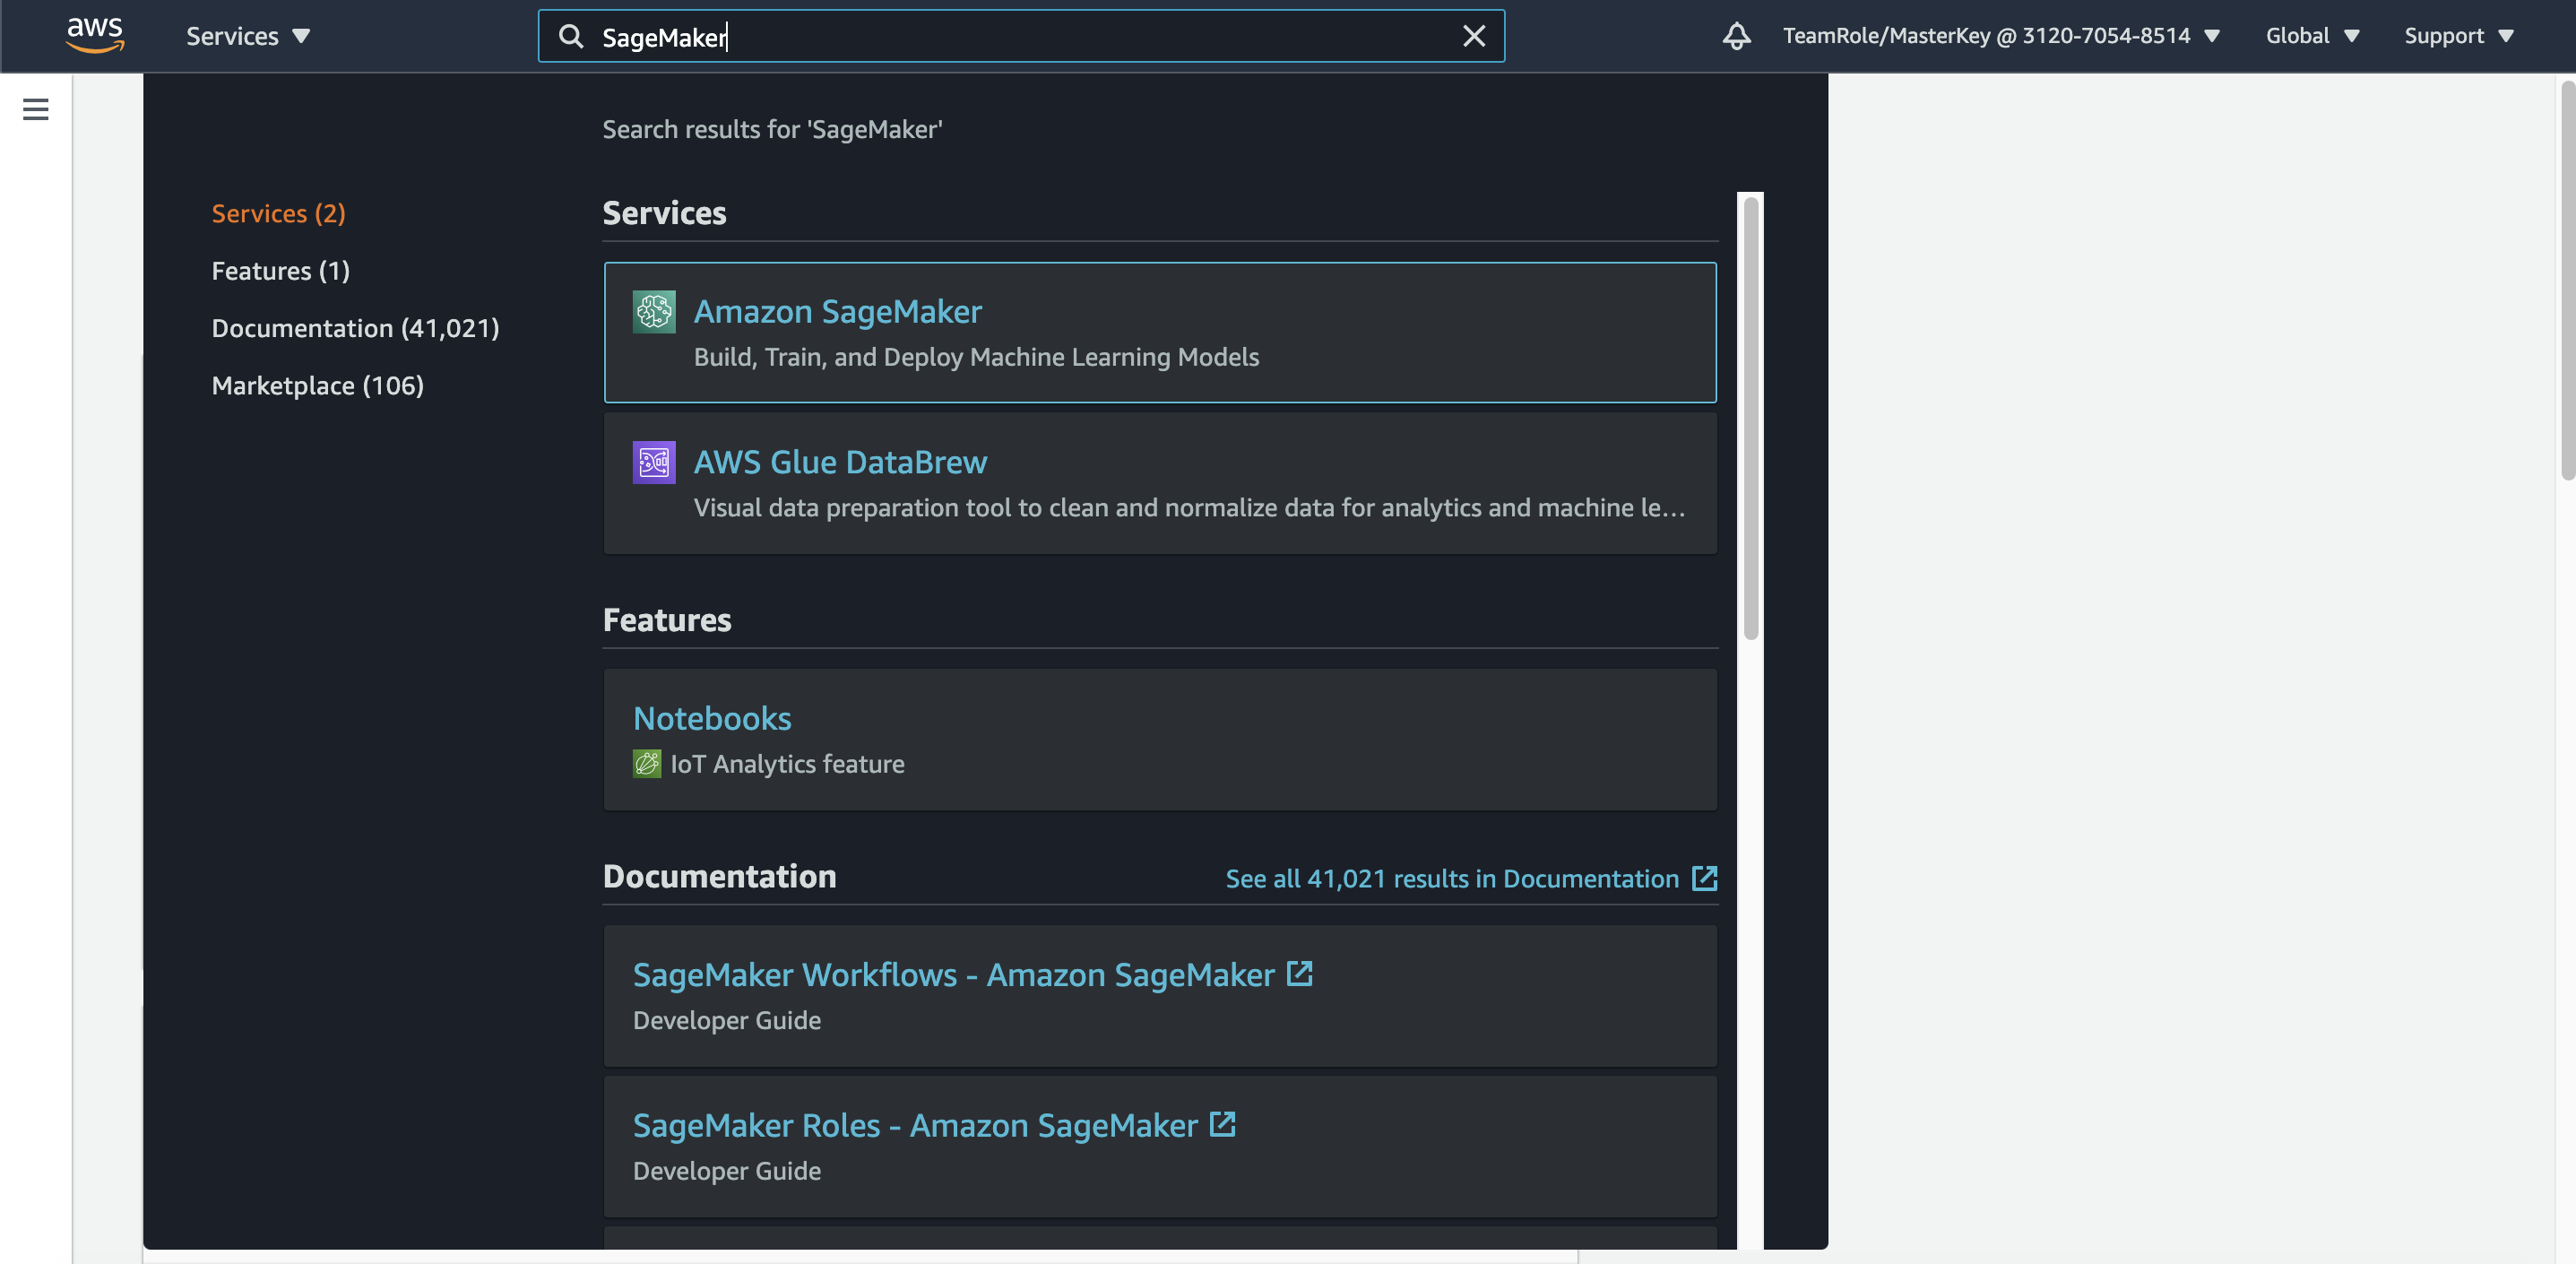 aws
Services
SageMaker
TeamRole/MasterKey @ 3120-7054-8514
Global
Support
Search results for 'SageMaker'
Services (2)
Features (1)
Documentation (41,021)
Marketplace (106)
Services
Amazon SageMaker
Build, Train, and Deploy Machine Learning Models
AWS Glue DataBrew
Visual data preparation tool to clean and normalize data for analytics and machine le...
Features
Notebooks
IoT Analytics feature
Documentation
See all 41,021 results in Documentation
SageMaker Workflows - Amazon SageMaker
Developer Guide
SageMaker Roles - Amazon SageMaker
Developer Guide